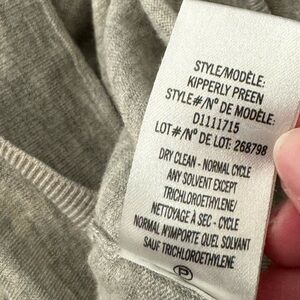 STYLE/MODÈLE:
KIPPERLY PREEN
STYLE#/N° DE MODÈLE:
D1111715
LOT#/N° DE LOT: 268798
DRY CLEAN - NORMAL CYCLE
ANY SOLVENT EXCEPT
TRICHLOROETHYLENE/
NETTOYAGE À SEC - CYCLE
NORMAL N'IMPORTE QUEL SOLVANT
SAUF TRICHLOROETHYLENE
P